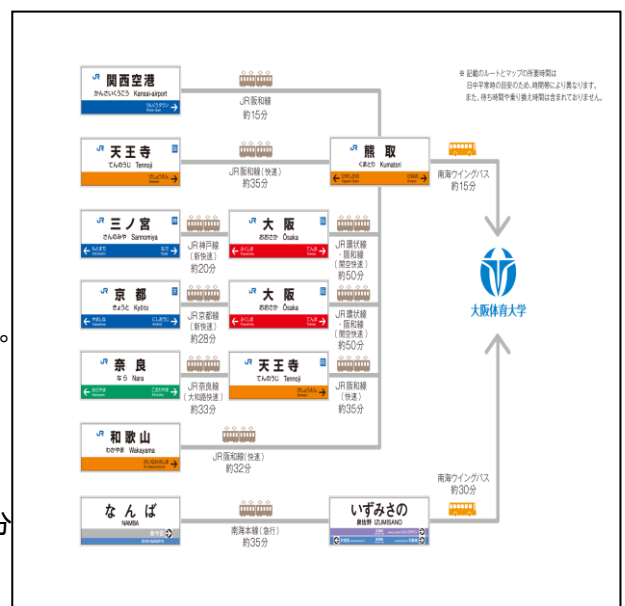 ※ 記載のルートとマップの所要時間は
日中平常時の目安のため、時間帯により異なります。
また、待ち時間や乗り換え時間は含まれておりません。
JR 関西空港
かんさいくうこう Kansai-airport
JR阪和線
約15分
JR 天王寺
てんのうじ Tennoji
JR阪和線(快速)
約35分
JR 熊取
くまとり Kumatori
南海ウイングバス
約15分
JR 三ノ宮
さんのみや Sannomiya
JR神戸線
(新快速)
約20分
JR 大阪
おおさか Ōsaka
JR環状線
・阪和線
(関空快速)
約50分
JR 京都
きょうと Kyōto
JR京都線
(新快速)
約28分
JR 大阪
おおさか Ōsaka
JR環状線
・阪和線
(関空快速)
約50分
大阪体育大学
。
JR 奈良
なら Nara
JR奈良線
(大和路快速)
約33分
JR 天王寺
てんのうじ Tennoji
JR阪和線
(快速)
約35分
JR 和歌山
わかやま Wakayama
JR阪和線(快速)
約32分
分
なんば
NAMBA
南海本線(急行)
約35分
いずみさの
泉佐野 IZUMISANO
南海ウイングバス
約30分